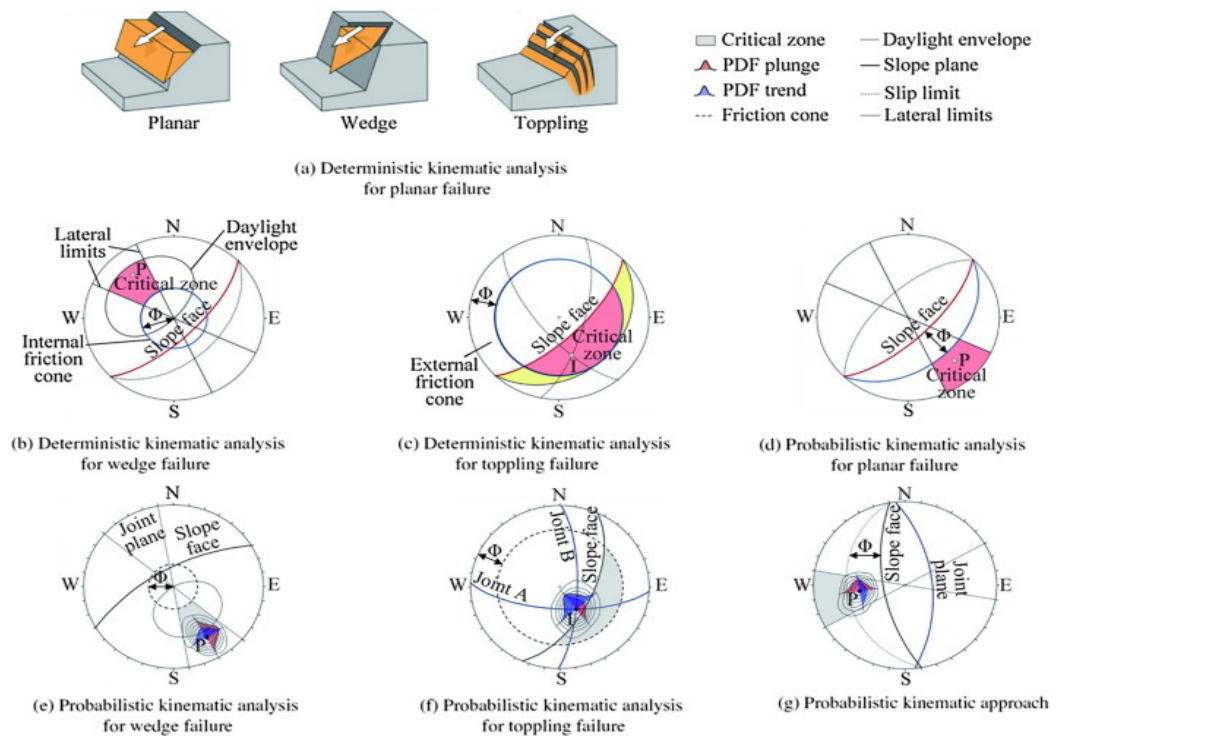 Planar
Wedge
Toppling
Critical zone
PDF plunge
PDF trend
Friction cone
Daylight envelope
Slope plane
Slip limit
Lateral limits
(a) Deterministic kinematic analysis
for planar failure
N
Lateral
limits
Daylight
envelope
P
Critical zone
W
Φ
E
Slope face
Internal
friction
cone
S
(b) Deterministic kinematic analysis
for wedge failure
N
Φ
W
E
Slope face
Critical
zone
I
External
friction
cone
S
(c) Deterministic kinematic analysis
for toppling failure
N
W
E
Slope face
Φ
P
Critical
zone
S
(d) Probabilistic kinematic analysis
for planar failure
N
Joint
plane
Slope
face
W
Φ
E
P
S
(e) Probabilistic kinematic analysis
for wedge failure
N
Joint B
Slope face
Φ
W
Joint A
E
I
S
(f) Probabilistic kinematic analysis
for toppling failure
N
Slope face
Φ
W
E
Joint
plane
P
S
(g) Probabilistic kinematic approach